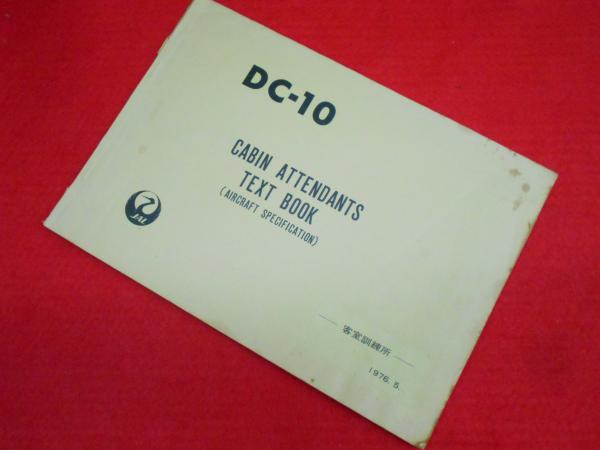 DC-10
CABIN ATTENDANTS
TEXT BOOK
(AIRCRAFT SPECIFICATION)
JAL
客室訓練所
1976. 5.